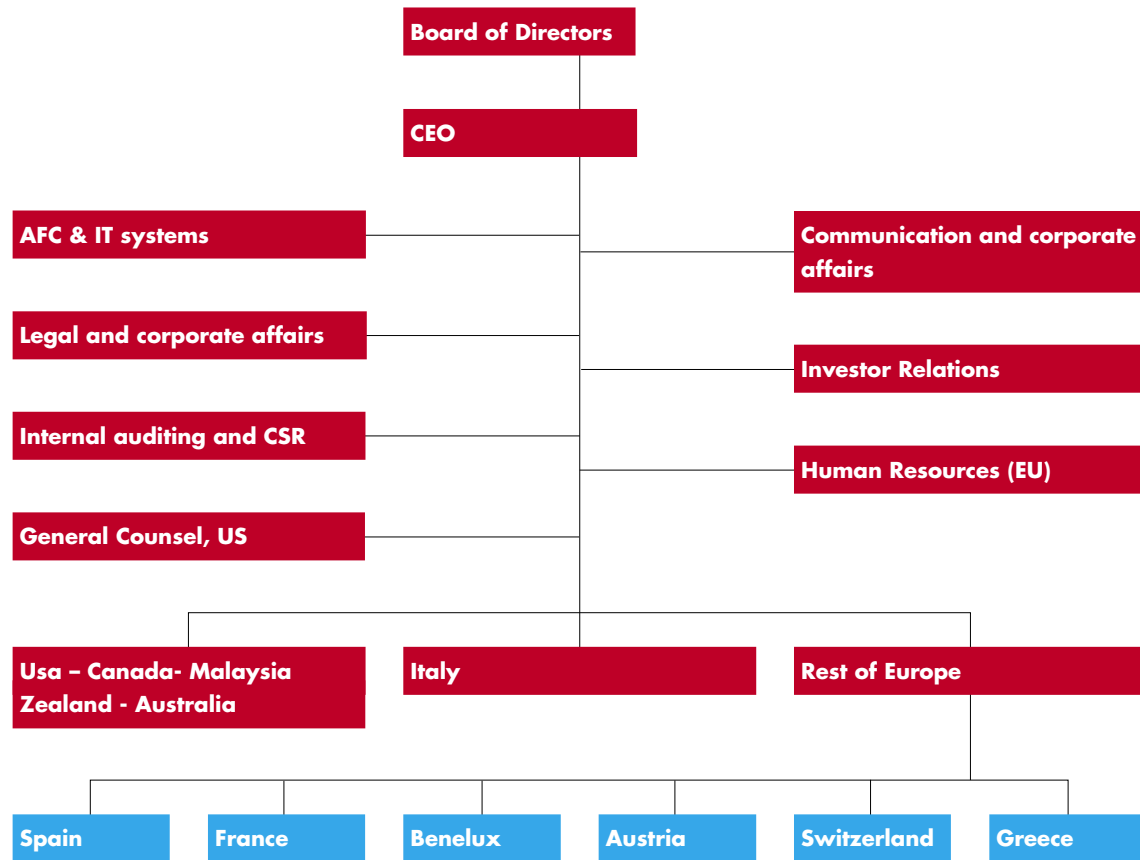 Board of Directors
CEO
AFC & IT systems
Communication and corporate
affairs
Legal and corporate affairs
Investor Relations
Internal auditing and CSR
Human Resources (EU)
General Counsel, US
Usa – Canada- Malaysia
Zealand - Australia
Italy
Rest of Europe
Spain
France
Benelux
Austria
Switzerland
Greece